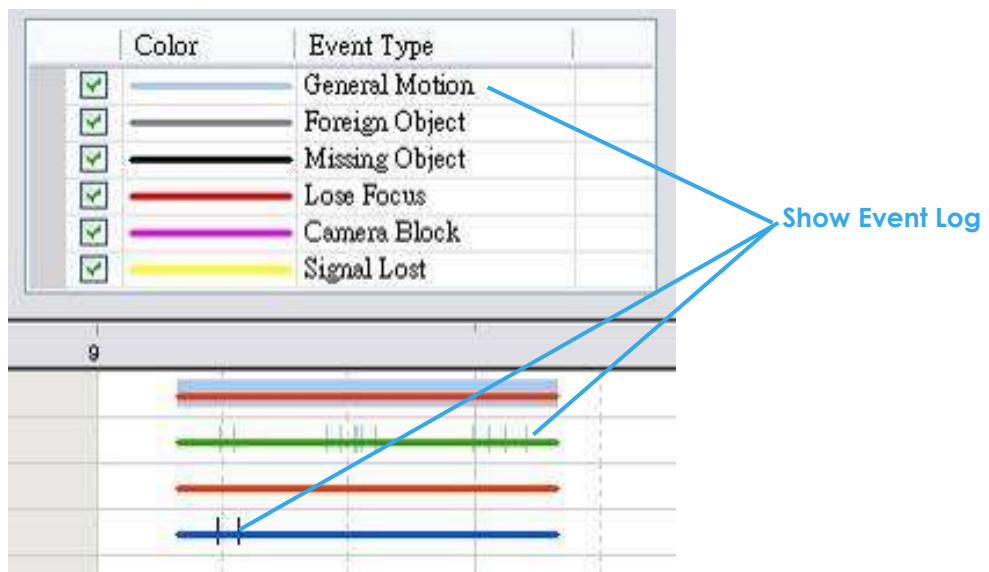 Color Event Type
General Motion
Foreign Object
Missing Object
Lose Focus
Camera Block
Signal Lost
Show Event Log
9